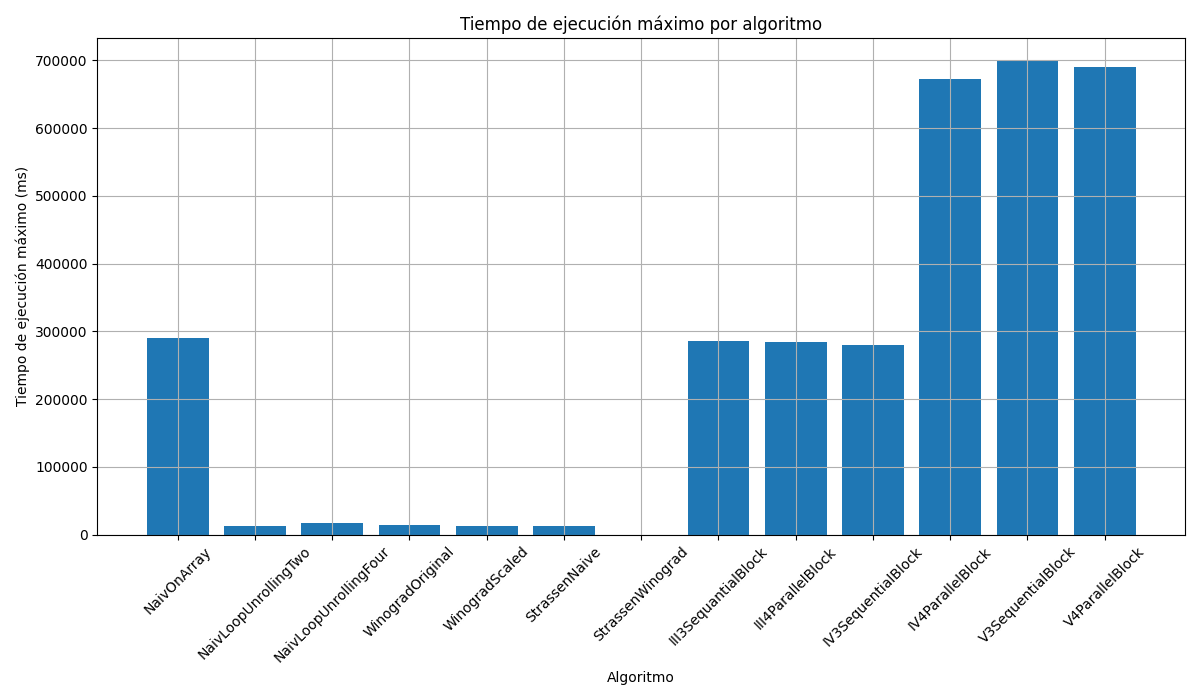 Tiempo de ejecución máximo por algoritmo
Tiempo de ejecución máximo (ms)
700000
600000
500000
400000
300000
200000
100000
0
NaivOnArray
NaivLoopUnrollingTwo
NaivLoopUnrollingFour
WinogradOriginal
WinogradScaled
StrassenNaive
StrassenWinograd
III3SequantialBlock
III4ParallelBlock
IV3SequentialBlock
IV4ParallelBlock
V3SequentialBlock
V4ParallelBlock
Algoritmo